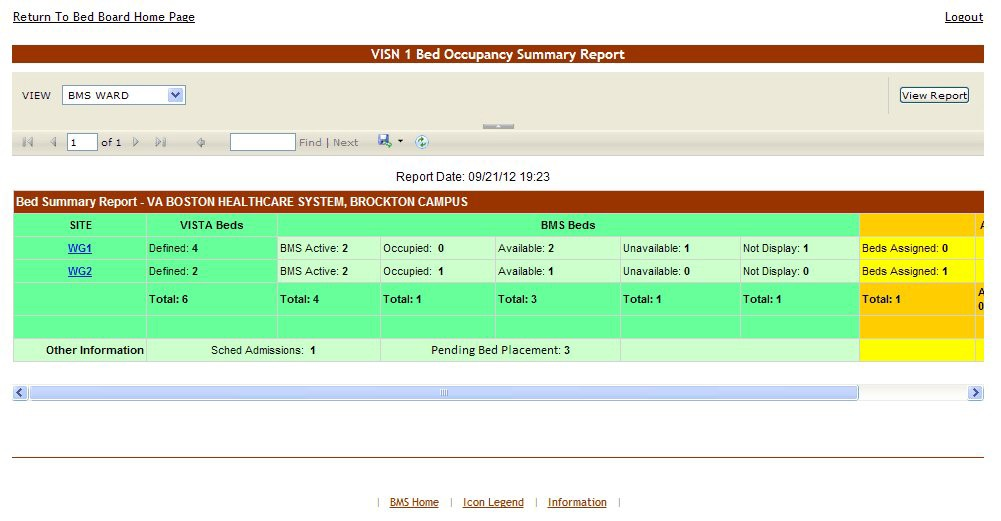 Return To Bed Board Home Page Logout
VISN 1 Bed Occupancy Summary Report
VIEW BMS WARD View Report
1 of 1 Find | Next
Report Date: 09/21/12 19:23
Bed Summary Report - VA BOSTON HEALTHCARE SYSTEM, BROCKTON CAMPUS
SITE VISTA Beds BMS Beds A
WG1 Defined: 4 BMS Active: 2 Occupied: 0 Available: 2 Unavailable: 1 Not Display: 1 Beds Assigned: 0
WG2 Defined: 2 BMS Active: 2 Occupied: 1 Available: 1 Unavailable: 0 Not Display: 0 Beds Assigned: 1
Total: 6 Total: 4 Total: 1 Total: 3 Total: 1 Total: 1 Total: 1 A
0
Other Information Sched Admissions: 1 Pending Bed Placement: 3
| BMS Home | Icon Legend | Information |